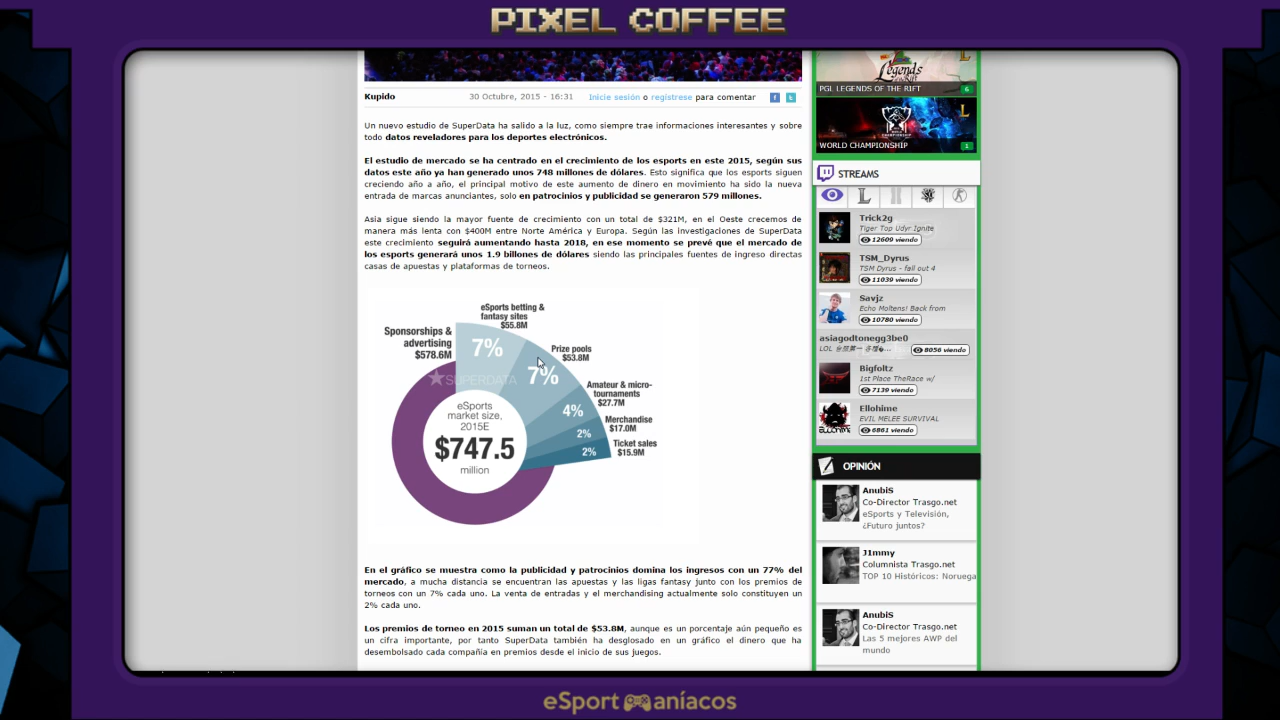 PIXEL COFFEE
Kupido
30 Octubre, 2015 - 16:31
Inicie sesión o regístrese para comentar
Un nuevo estudio de SuperData ha salido a la luz, como siempre trae informaciones interesantes y sobre
todo datos reveladores para los deportes electrónicos.
El estudio de mercado se ha centrado en el crecimiento de los esports en este 2015, según sus
datos este año ya han generado unos 748 millones de dólares. Esto significa que los esports siguen
creciendo año a año, el principal motivo de este aumento de dinero en movimiento ha sido la nueva
entrada de marcas anunciantes, solo en patrocinios y publicidad se generaron 579 millones.
Asia sigue siendo la mayor fuente de crecimiento con un total de $321M, en el Oeste crecemos de
manera más lenta con $400M entre Norte América y Europa. Según las investigaciones de SuperData
este crecimiento seguirá aumentando hasta 2018, en ese momento se prevé que el mercado de
los esports generará unos 1.9 billones de dólares siendo las principales fuentes de ingreso directas
casas de apuestas y plataformas de torneos.
eSports betting &
fantasy sites
$55.8M
Sponsorships &
advertising
$578.6M
7%
Prize pools
$53.8M
7%
SUPERDATA
Amateur & micro-
tournaments
$27.7M
4%
Merchandise
$17.0M
2%
Ticket sales
$15.9M
2%
eSports
market size,
2015E
$747.5
million
En el gráfico se muestra como la publicidad y patrocinios domina los ingresos con un 77% del
mercado, a mucha distancia se encuentran las apuestas y las ligas fantasy junto con los premios de
torneos con un 7% cada uno. La venta de entradas y el merchandising actualmente solo constituyen un
2% cada uno.
Los premios de torneo en 2015 suman un total de $53.8M, aunque es un porcentaje aún pequeño es
un cifra importante, por tanto SuperData también ha desglosado en un gráfico el dinero que ha
desembolsado cada compañía en premios desde el inicio de sus juegos.
Legends
PGL LEGENDS OF THE RIFT
6
WORLD CHAMPIONSHIP
1
STREAMS
Trick2g
Tiger Top Udyr Ignite
12609 viendo
TSM_Dyrus
TSM Dyrus - fall out 4
11039 viendo
Savjz
Echo Moltens! Back from
10780 viendo
asiagodtonegg3be0
LOL
8056 viendo
Bigfoltz
1st Place TheRace w/
7139 viendo
Ellohime
EVIL MELEE SURVIVAL
6861 viendo
OPINIÓN
AnubiS
Co-Director Trasgo.net
eSports y Televisión,
¿Futuro juntos?
J1mmy
Columnista Trasgo.net
TOP 10 Históricos: Noruega
AnubiS
Co-Director Trasgo.net
Las 5 mejores AWP del
mundo
eSportmaníacos